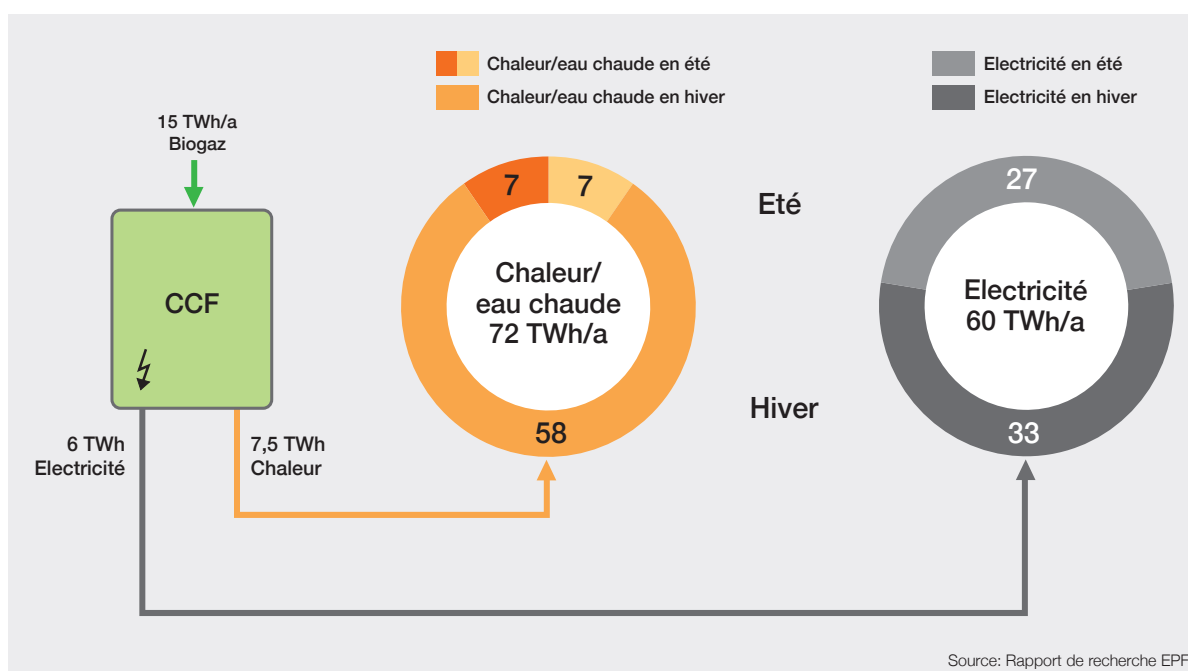 Chaleur/eau chaude en été
Chaleur/eau chaude en hiver
Electricité en été
Electricité en hiver
15 TWh/a
Biogaz
CCF
6 TWh
Electricité
7,5 TWh
Chaleur
7
7
Chaleur/
eau chaude
72 TWh/a
58
Eté
Hiver
27
Electricité
60 TWh/a
33
Source: Rapport de recherche EPF